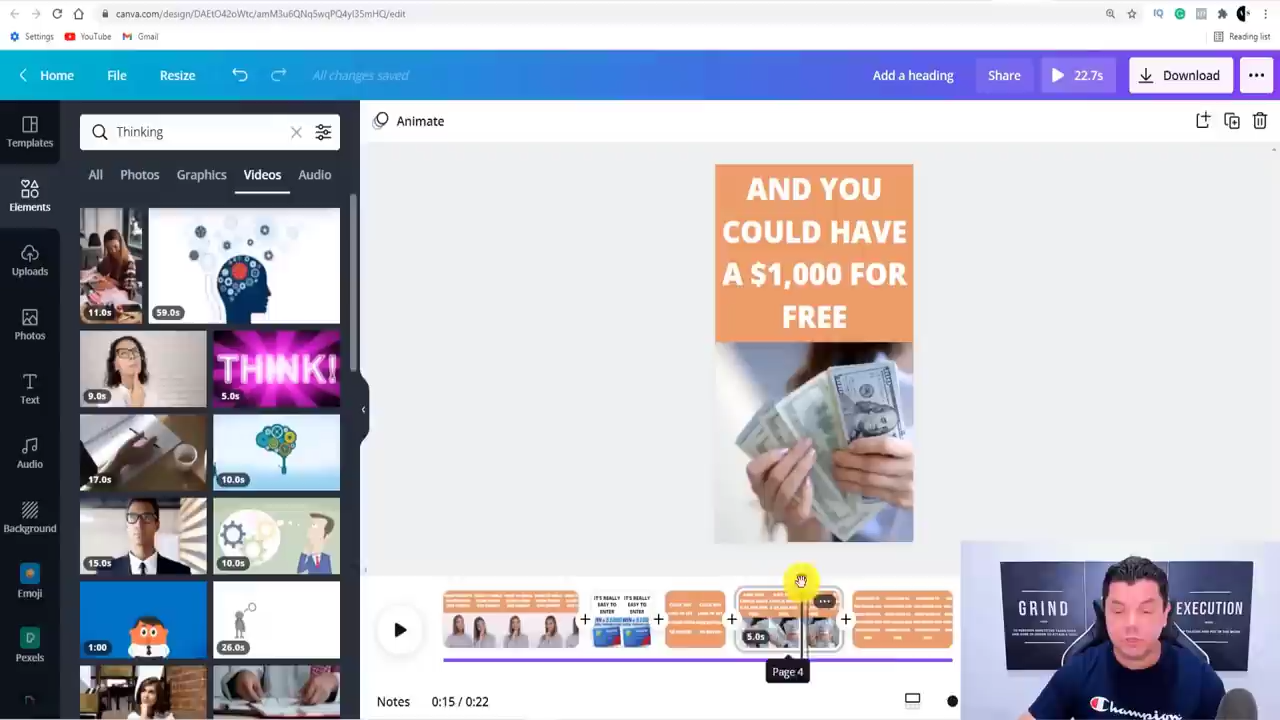 canva.com/design/DAEtO42oWtc/amM3u6QNq5wqPQ4yl35mHQ/edit
Settings
YouTube
Gmail
Reading list
Home
File
Resize
All changes saved
Add a heading
Share
22.7s
Download
Templates
Elements
Uploads
Photos
Text
Audio
Background
Emoji
Pexels
Thinking
All
Photos
Graphics
Videos
Audio
11.0s
59.0s
9.0s
THINK!
5.0s
17.0s
10.0s
15.0s
10.0s
1:00
26.0s
Animate
AND YOU
COULD HAVE
A $1,000 FOR
FREE
IT'S REALLY
EASY TO
ENTER
IT'S REALLY
EASY TO
ENTER
5.0s
Page 4
Notes
0:15 / 0:22
GRIND
EXECUTION
Champion